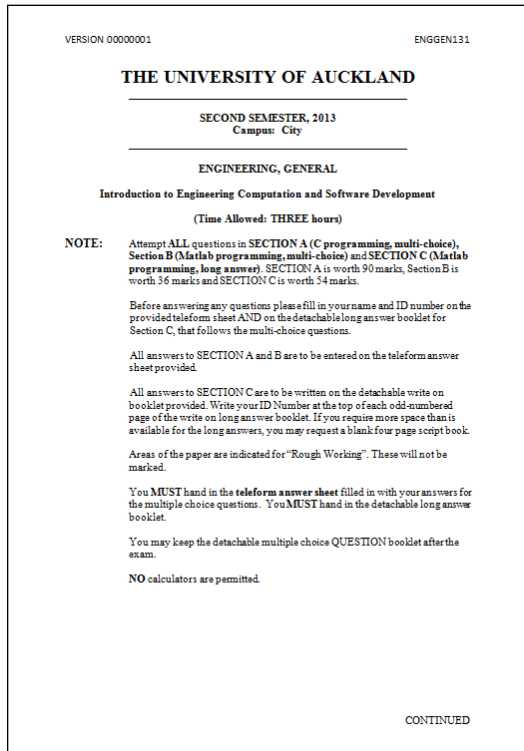 VERSION 00000001 ENGGEN131
THE UNIVERSITY OF AUCKLAND
SECOND SEMESTER, 2013
Campus: City
ENGINEERING, GENERAL
Introduction to Engineering Computation and Software Development
(Time Allowed: THREE hours)
NOTE: Attempt ALL questions in SECTION A (C programming, multi-choice),
Section B (Matlab programming, multi-choice) and SECTION C (Matlab
programming, long answer). SECTION A is worth 90 marks, Section B is
worth 36 marks and SECTION C is worth 54 marks.
Before answering any questions please fill in your name and ID number on the
provided teleform sheet AND on the detachable long answer booklet for
Section C, that follows the multi-choice questions.
All answers to SECTION A and B are to be entered on the teleform answer
sheet provided.
All answers to SECTION C are to be written on the detachable write on
booklet provided. Write your ID Number at the top of each odd-numbered
page of the write on long answer booklet. If you require more space than is
available for the long answers, you may request a blank four page script book.
Areas of the paper are indicated for “Rough Working”. These will not be
marked.
You MUST hand in the teleform answer sheet filled in with your answers for
the multiple choice questions. You MUST hand in the detachable long answer
booklet.
You may keep the detachable multiple choice QUESTION booklet after the
exam.
NO calculators are permitted.
CONTINUED